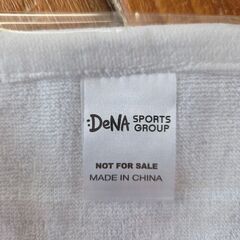 :DeNA SPORTS
GROUP
NOT FOR SALE
MADE IN CHINA